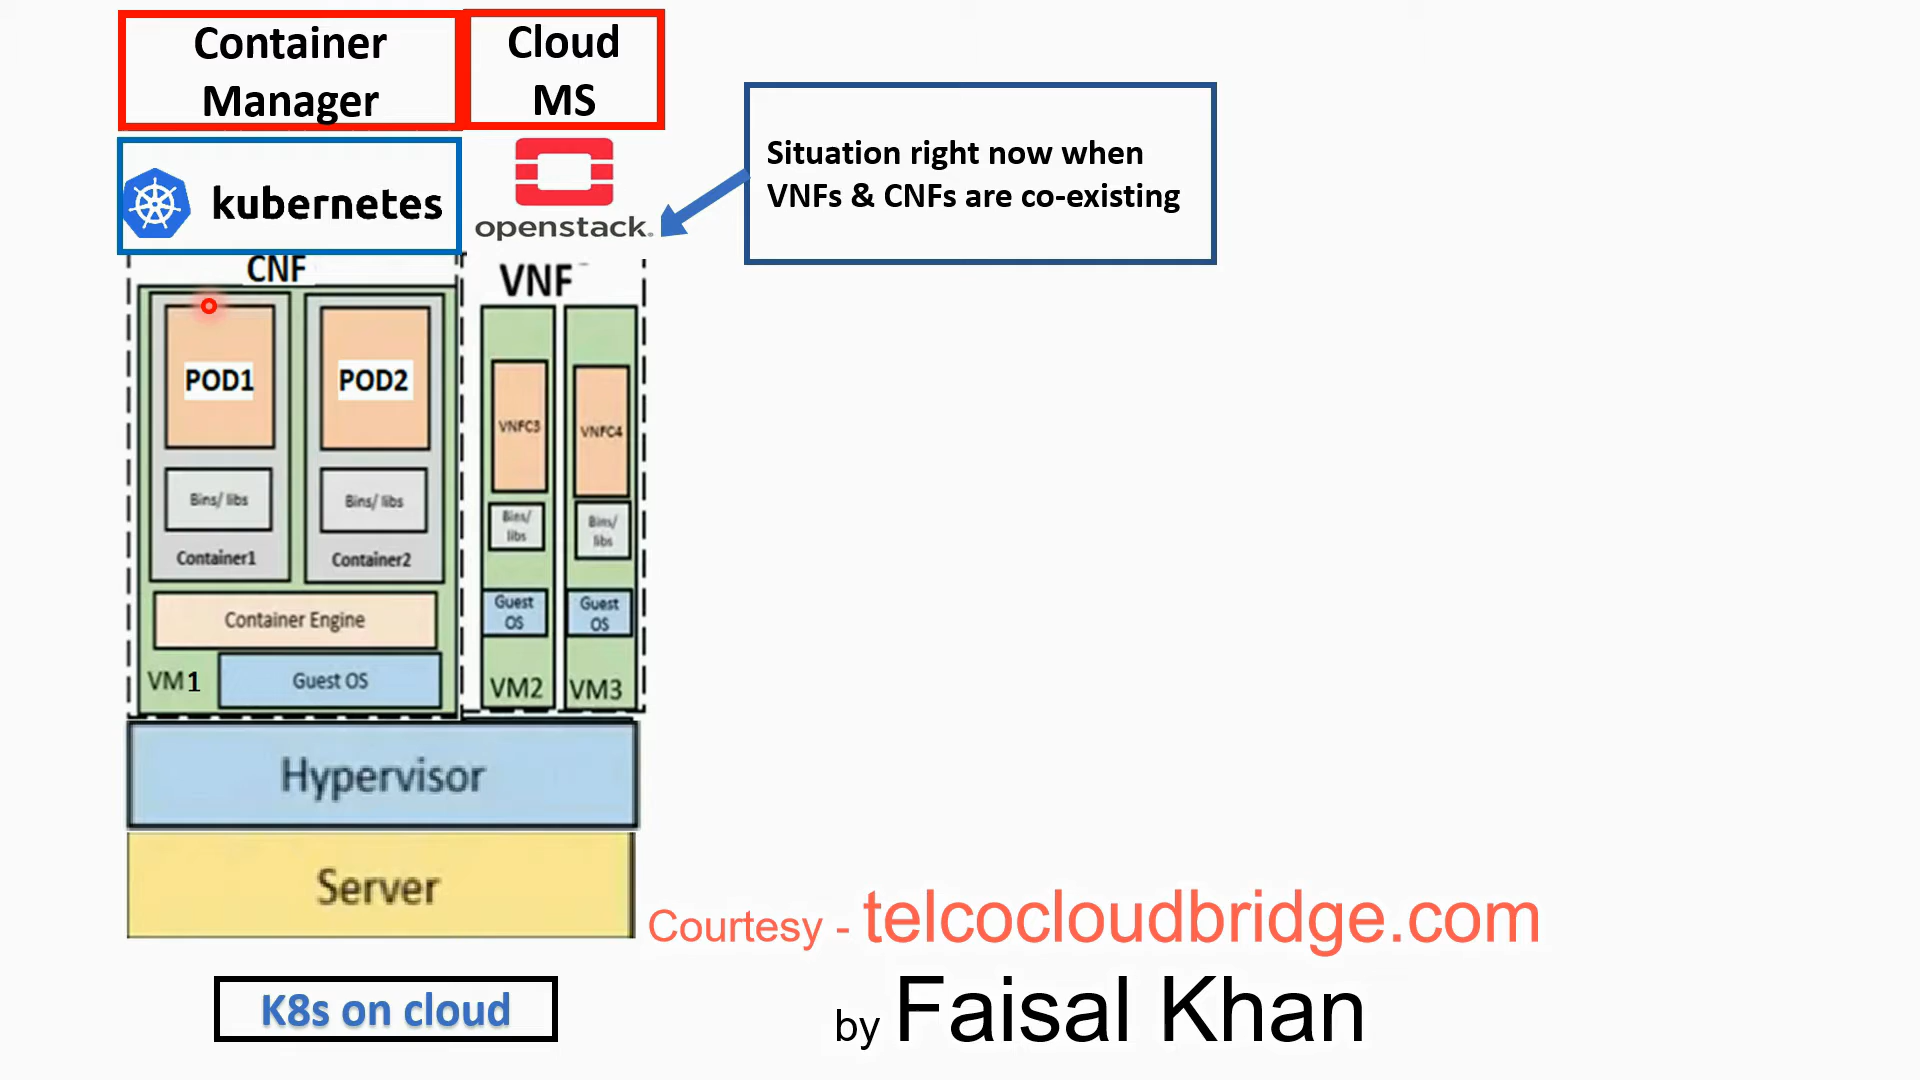 Container
Manager
Cloud
MS
kubernetes
openstack.
Situation right now when
VNFs & CNFs are co-existing
CNF
VNF
POD1
POD2
VNFC3
VNFC4
Bins/ libs
Bins/ libs
Bins/
libs
Bins/
libs
Container1
Container2
Guest
OS
Guest
OS
Container Engine
VM1
Guest OS
VM2
VM3
Hypervisor
Server
Courtesy - telcocloudbridge.com
K8s on cloud
by Faisal Khan